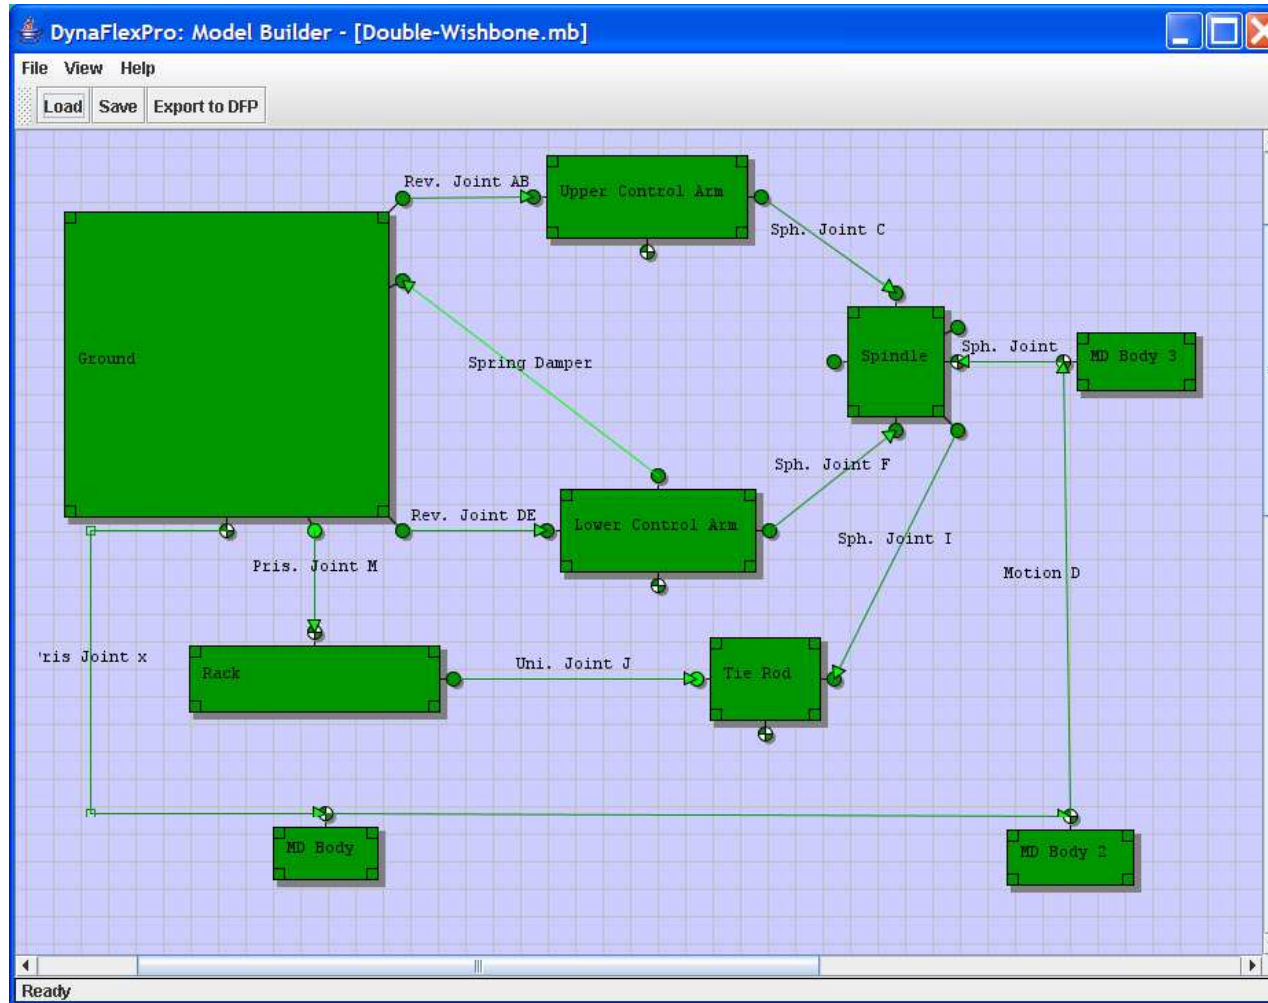 DynaFlexPro: Model Builder - [Double-Wishbone.mb]
File View Help
Load Save Export to DFP
Rev. Joint AB
Upper Control Arm
Sph. Joint C
Ground
Spring Damper
Spindle
Sph. Joint
MD Body 3
Sph. Joint F
Rev. Joint DE
Lower Control Arm
Sph. Joint I
Pris. Joint M
Motion D
'ris Joint x
Rack
Uni. Joint J
Tie Rod
MD Body
MD Body 2
Ready